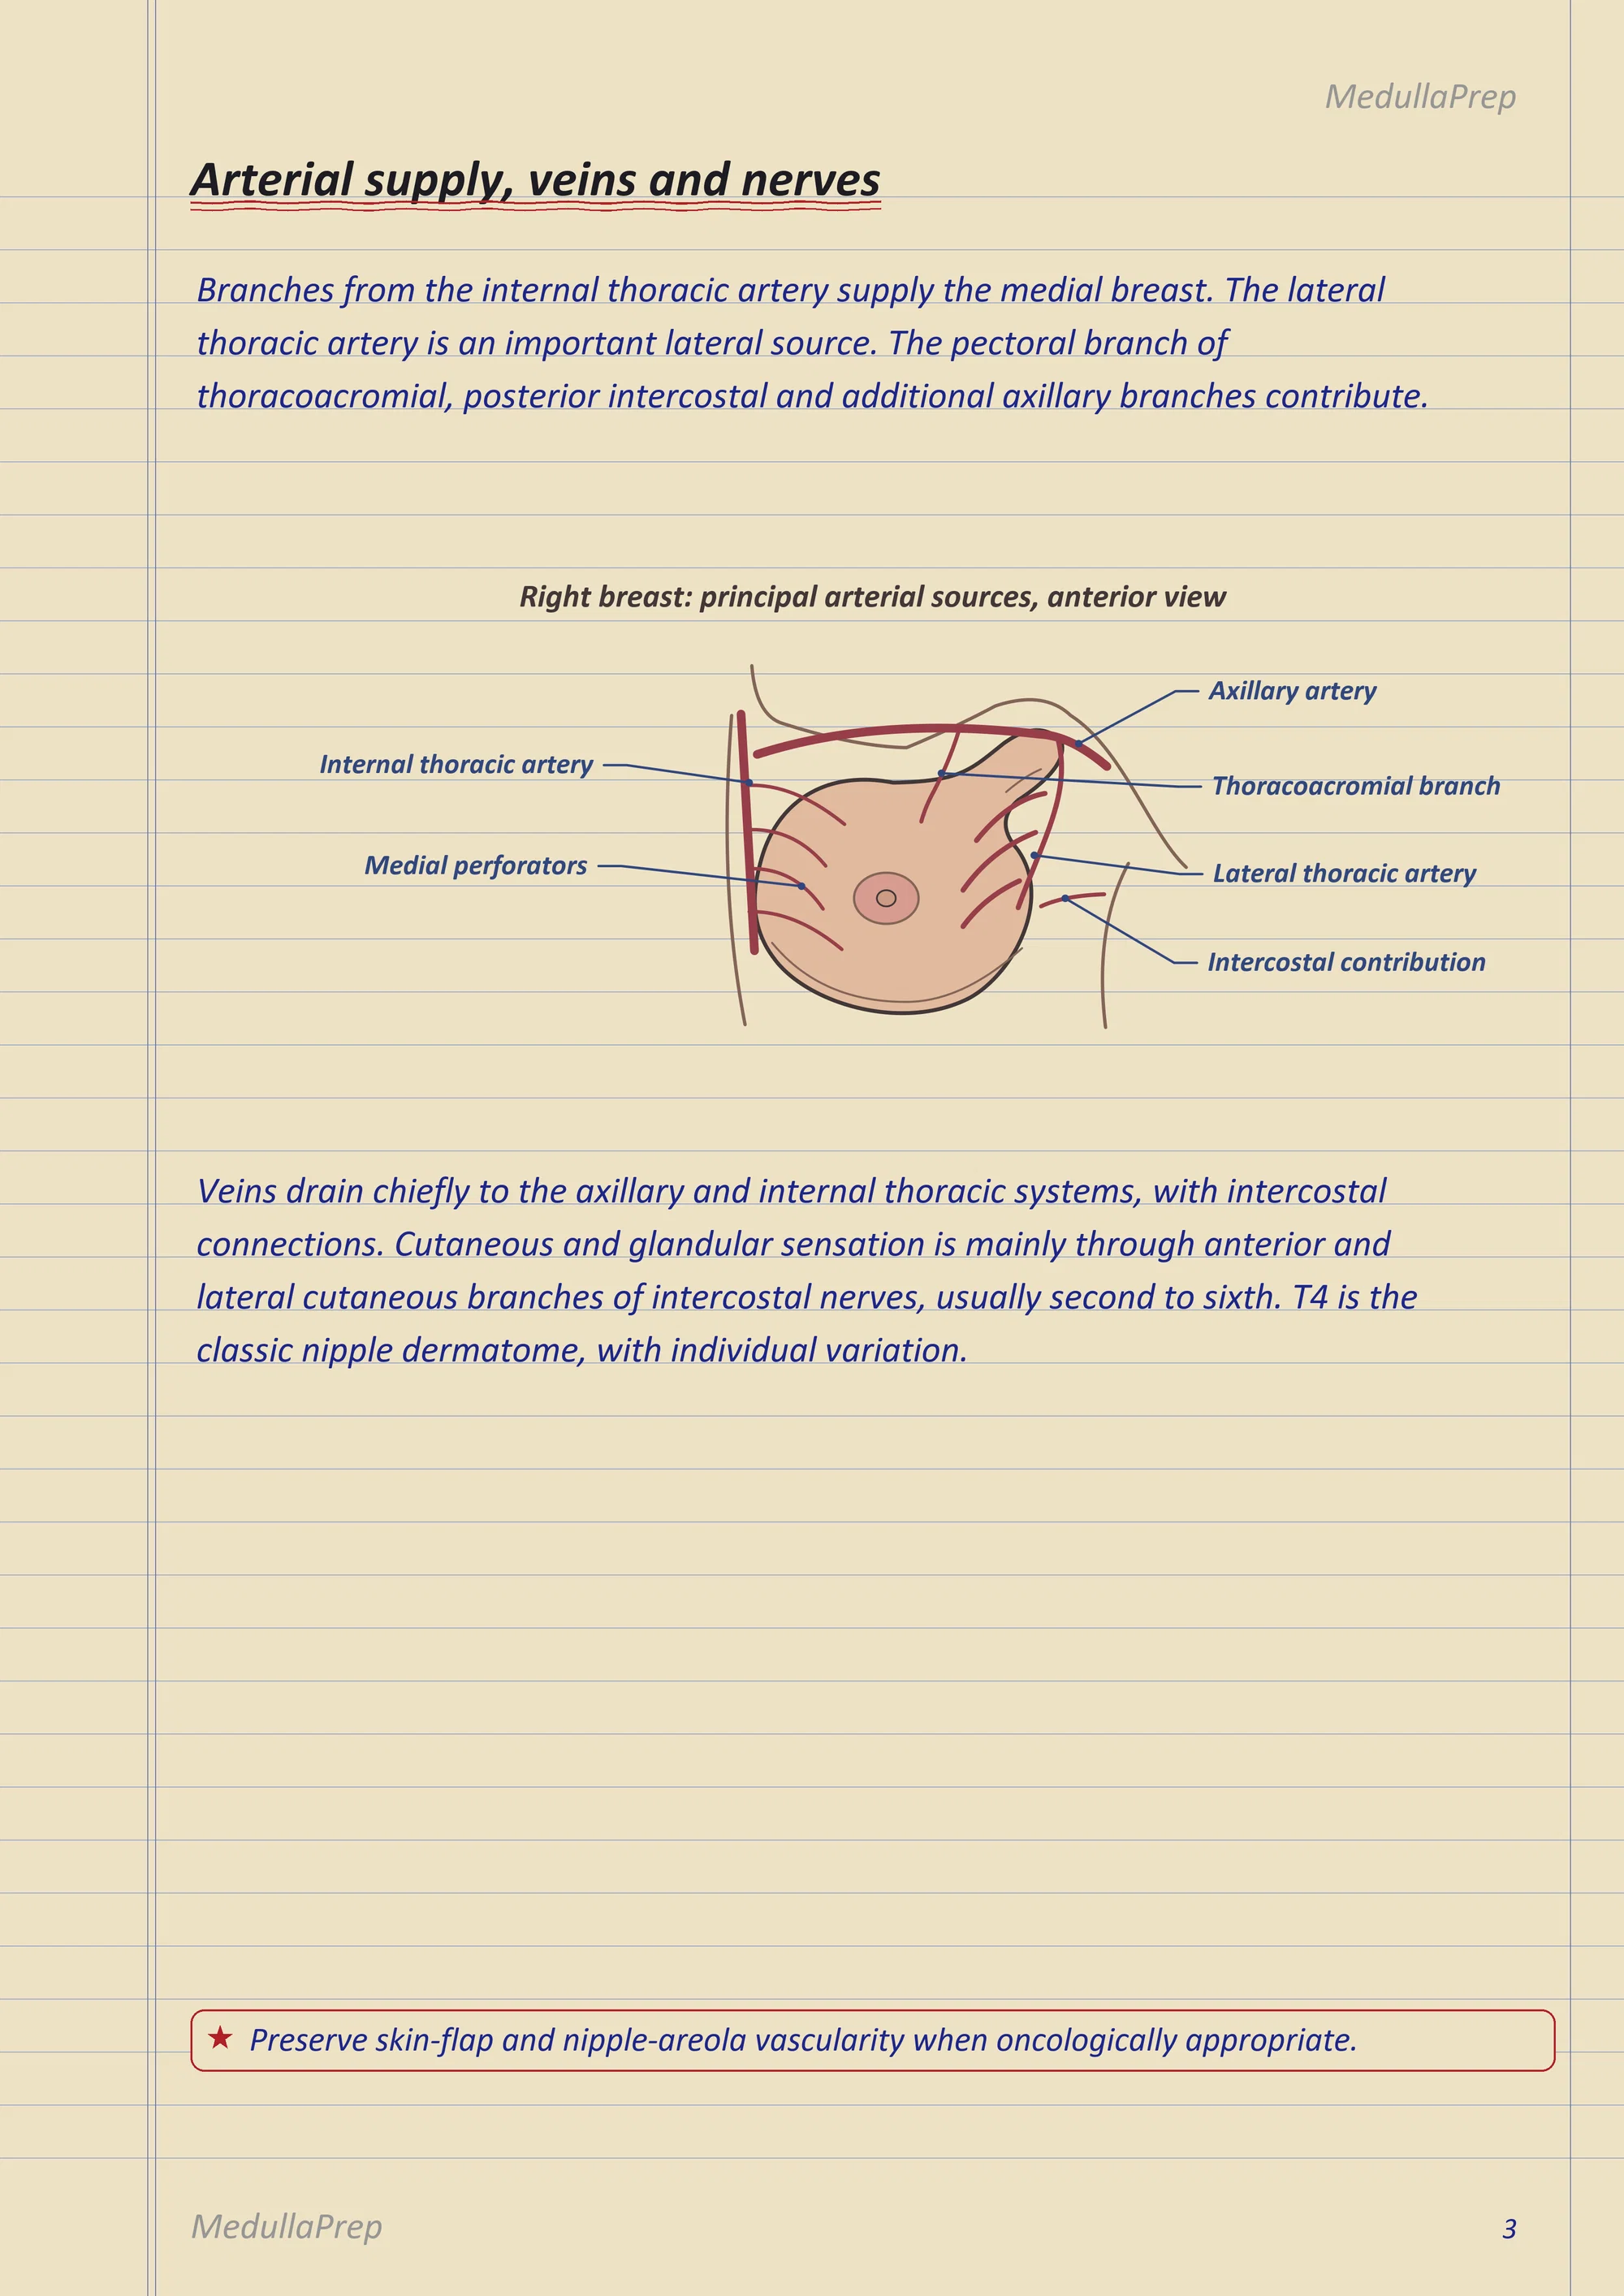 MedullaPrep
Arterial supply, veins and nerves
Branches from the internal thoracic artery supply the medial breast. The lateral
thoracic artery is an important lateral source. The pectoral branch of
thoracoacromial, posterior intercostal and additional axillary branches contribute.
Right breast: principal arterial sources, anterior view
Axillary artery
Internal thoracic artery
Thoracoacromial branch
Medial perforators
Lateral thoracic artery
Intercostal contribution
Veins drain chiefly to the axillary and internal thoracic systems, with intercostal
connections. Cutaneous and glandular sensation is mainly through anterior and
lateral cutaneous branches of intercostal nerves, usually second to sixth. T4 is the
classic nipple dermatome, with individual variation.
★ Preserve skin-flap and nipple-areola vascularity when oncologically appropriate.
MedullaPrep
3